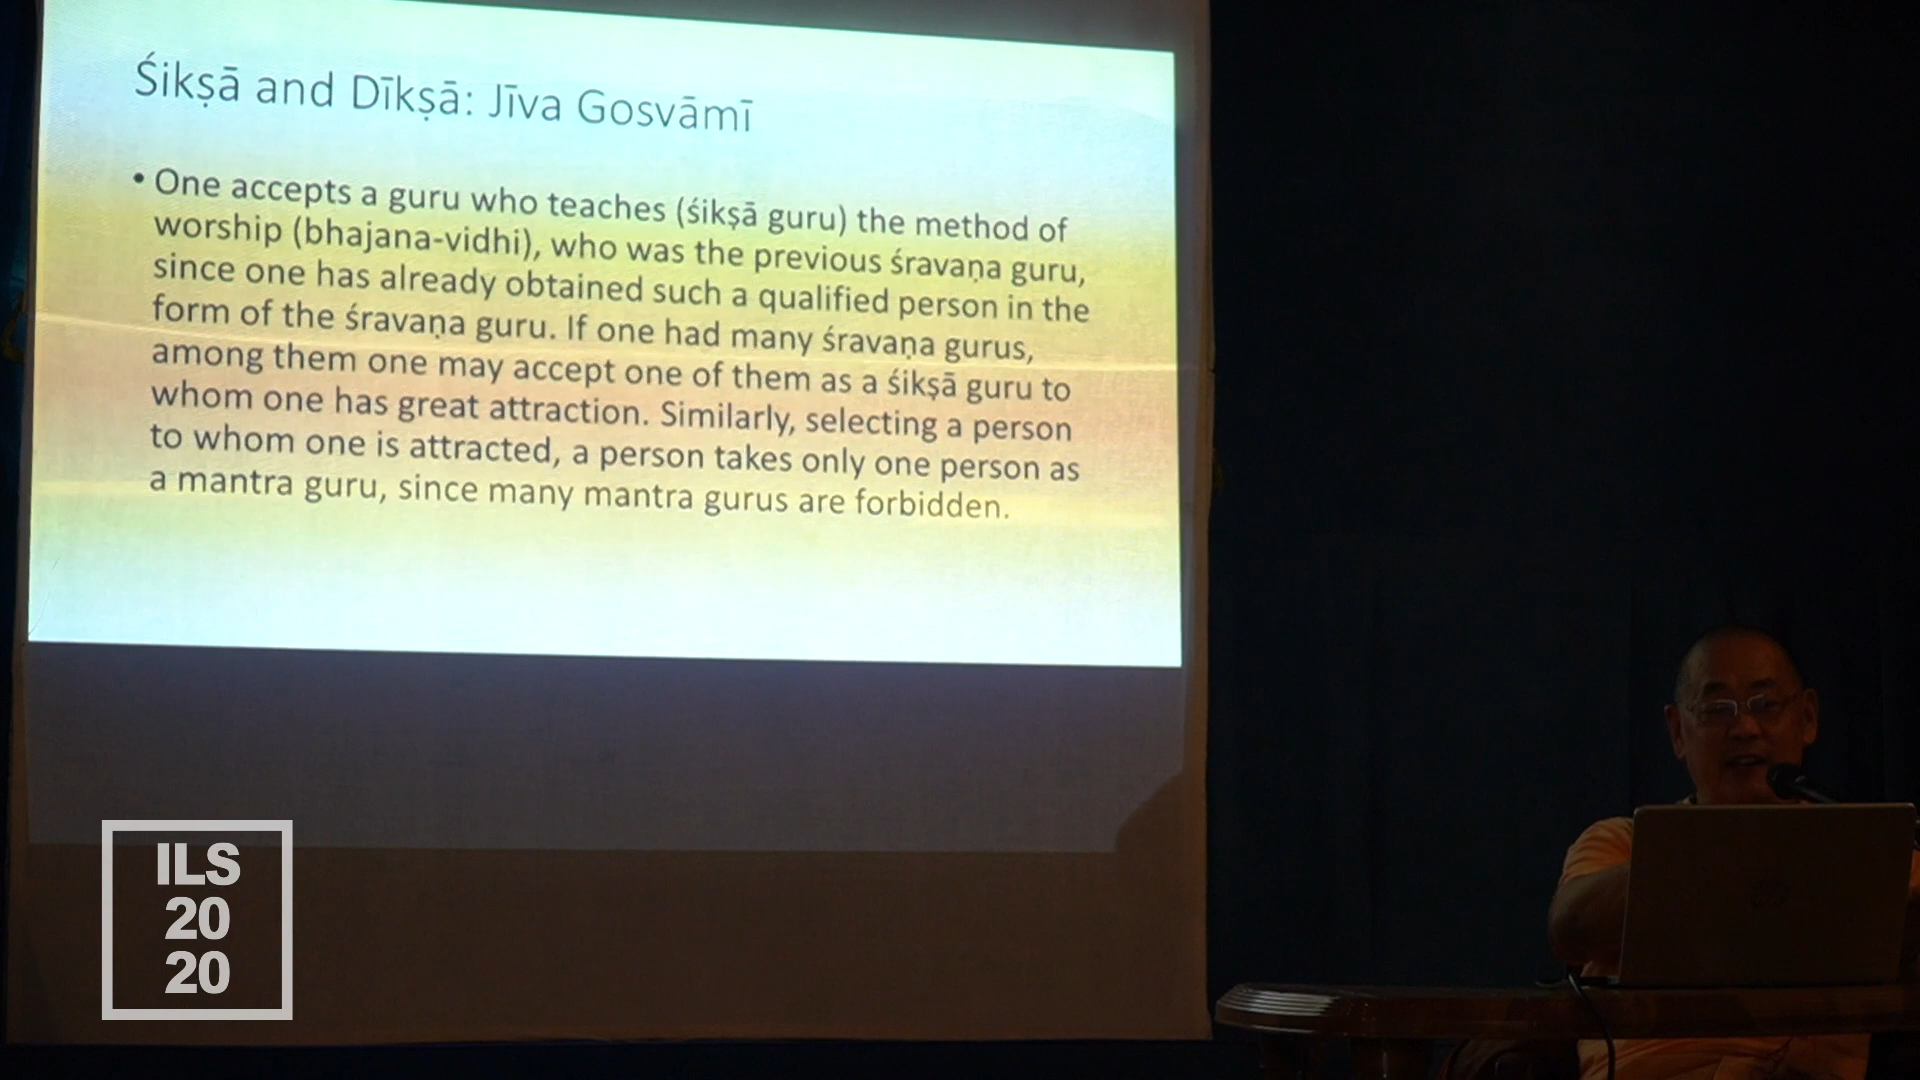 Śikṣā and Dīkṣā: Jīva Gosvāmī
• One accepts a guru who teaches (śikṣā guru) the method of
worship (bhajana-vidhi), who was the previous śravaṇa guru,
since one has already obtained such a qualified person in the
form of the śravaṇa guru. If one had many śravaṇa gurus,
among them one may accept one of them as a śikṣā guru to
whom one has great attraction. Similarly, selecting a person
to whom one is attracted, a person takes only one person as
a mantra guru, since many mantra gurus are forbidden.
ILS
20
20